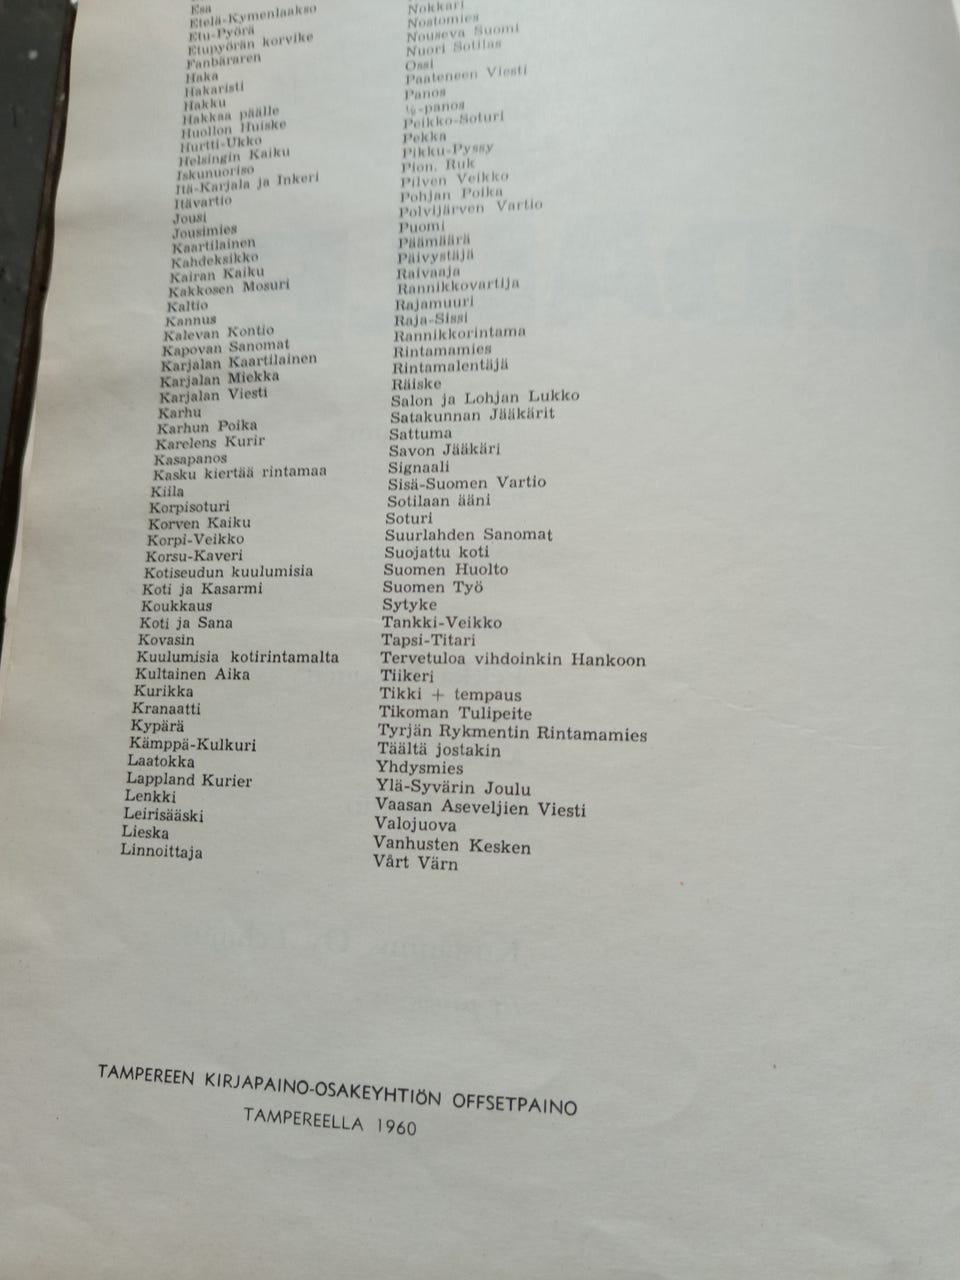 Esa
Etelä-Kymenlaakso
Etu-Pyörä
Etupyörän korvike
Fanbäraren
Haka
Hakaristi
Hakku
Hakkaa päälle
Huollon Huiske
Hurtti-Ukko
Helsingin Kaiku
Iskunuoriso
Itä-Karjala ja Inkeri
Itävartio
Jousi
Jousimies
Kaartilainen
Kahdeksikko
Kairan Kaiku
Kakkosen Mosuri
Kaltio
Kannus
Kalevan Kontio
Kapovan Sanomat
Karjalan Kaartilainen
Karjalan Miekka
Karjalan Viesti
Karhu
Karhun Poika
Karelens Kurir
Kasapanos
Kasku kiertää rintamaa
Kiila
Korpisoturi
Korven Kaiku
Korpi-Veikko
Korsu-Kaveri
Kotiseudun kuulumisia
Koti ja Kasarmi
Koukkaus
Koti ja Sana
Kovasin
Kuulumisia kotirintamalta
Kultainen Aika
Kurikka
Kranaatti
Kypärä
Kämppä-Kulkuri
Laatokka
Lappland Kurier
Lenkki
Leirisääski
Lieska
Linnoittaja
Nokkari
Nostomies
Nouseva Suomi
Nuori Sotilas
Ossi
Paateneen Viesti
Panos
½-panos
Peikko-Soturi
Pekka
Pikku-Pyssy
Pion. Ruk
Pilven Veikko
Pohjan Poika
Polvijärven Vartio
Puomi
Päämäärä
Päivystäjä
Raivaaja
Rannikkovartija
Rajamuuri
Raja-Sissi
Rannikkorintama
Rintamamies
Rintamalentäjä
Räiske
Salon ja Lohjan Lukko
Satakunnan Jääkärit
Sattuma
Savon Jääkäri
Signaali
Sisä-Suomen Vartio
Sotilaan ääni
Soturi
Suurlahden Sanomat
Suojattu koti
Suomen Huolto
Suomen Työ
Sytyke
Tankki-Veikko
Tapsi-Titari
Tervetuloa vihdoinkin Hankoon
Tiikeri
Tikki + tempaus
Tikoman Tulipeite
Tyrjän Rykmentin Rintamamies
Täältä jostakin
Yhdysmies
Ylä-Syvärin Joulu
Vaasan Aseveljien Viesti
Valojuova
Vanhusten Kesken
Vårt Värn
TAMPEREEN KIRJAPAINO-OSAKEYHTIÖN OFFSETPAINO
TAMPEREELLA 1960